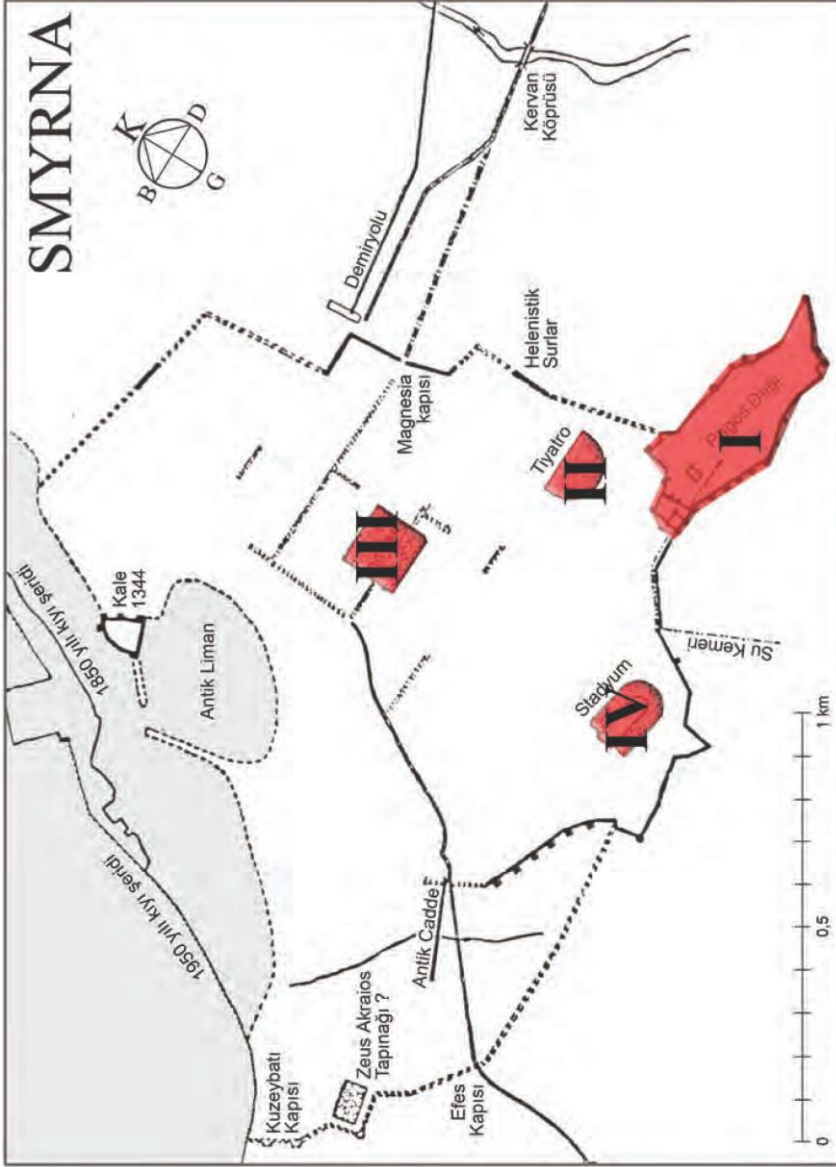 SMYRNA
K
B
D
G
Demiryolu
Kervan
Köprüsü
Magnesia
kapısı
Helenistik
Surlar
Kale
1344
1850 yılı kıyı şeridi
1950 yılı kıyı şeridi
Antik Liman
III
Tiyatro
II
Pagos Dağı
I
Stadyum
IV
Su Kemeri
Antik Cadde
Zeus Akraios
Tapınağı ?
Kuzeybatı
Kapısı
Efes
Kapısı
0
0,5
1 km